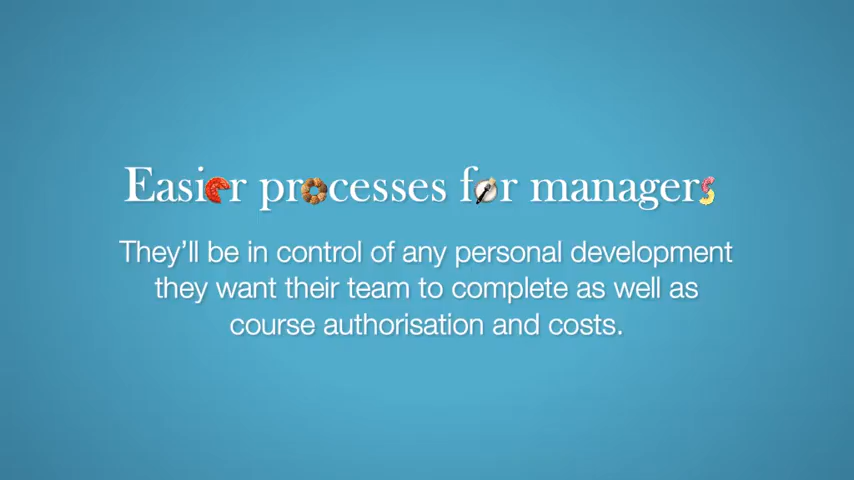 Easier processes for managers
They'll be in control of any personal development
they want their team to complete as well as
course authorisation and costs.